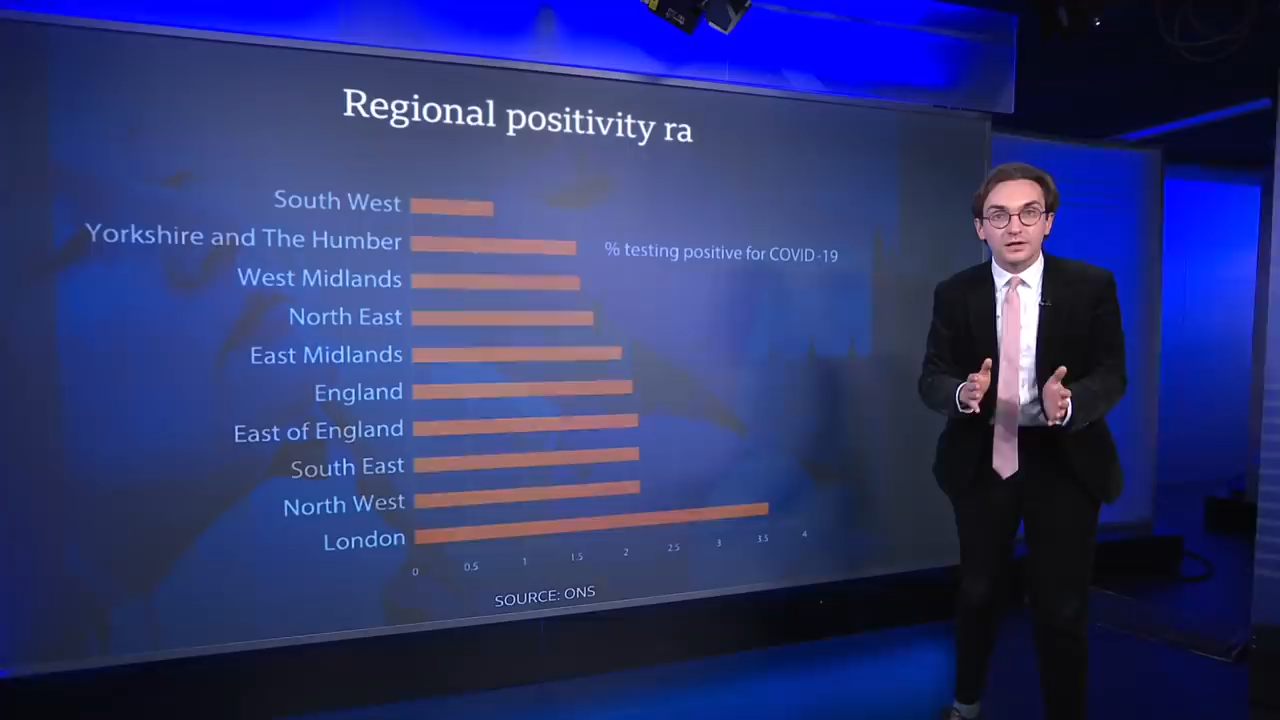 Regional positivity ra
South West
Yorkshire and The Humber
% testing positive for COVID-19
West Midlands
North East
East Midlands
England
East of England
South East
North West
London
0 0.5 1 1.5 2 2.5 3 3.5 4
SOURCE: ONS